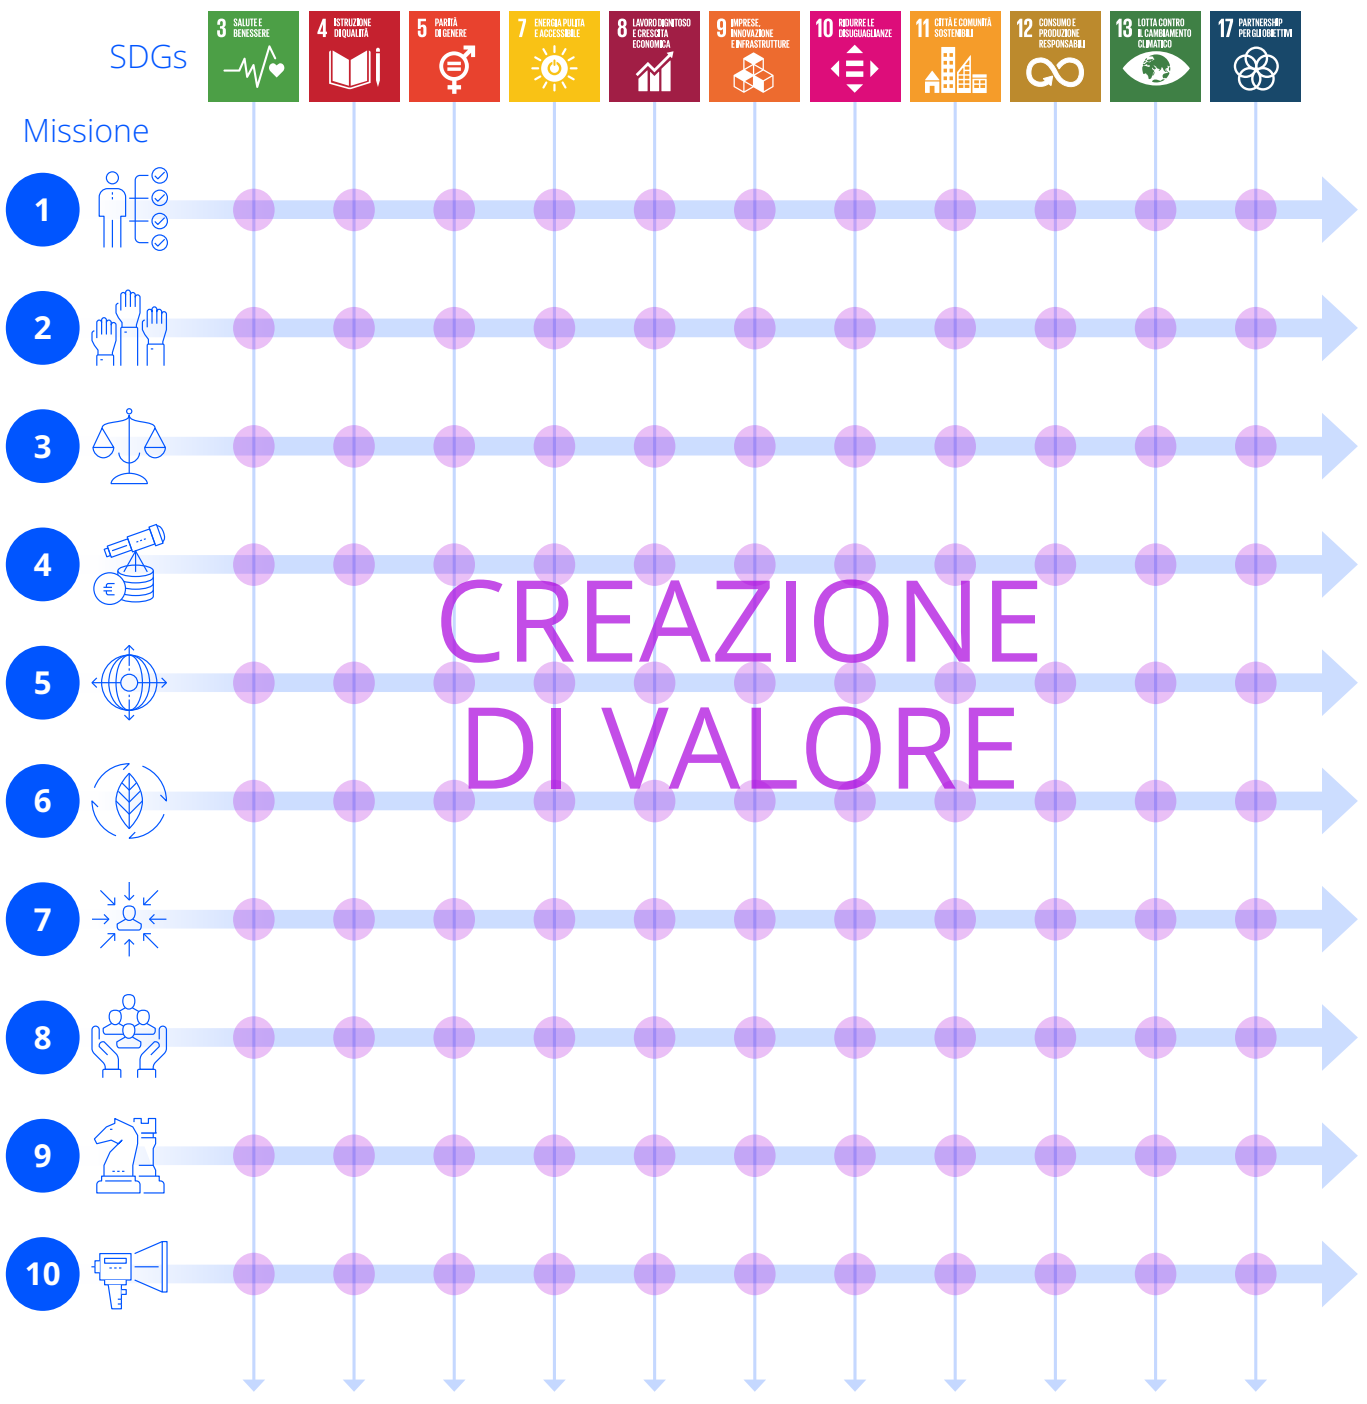 SDGs
3 SALUTE E
BENESSERE
4 ISTRUZIONE
DI QUALITÀ
5 PARITÀ
DI GENERE
7 ENERGIA PULITA
E ACCESSIBILE
8 LAVORO DIGNITOSO
E CRESCITA
ECONOMICA
9 IMPRESE,
INNOVAZIONE
E INFRASTRUTTURE
10 RIDURRE LE
DISUGUAGLIANZE
11 CITTÀ E COMUNITÀ
SOSTENIBILI
12 CONSUMO E
PRODUZIONE
RESPONSABILI
13 LOTTA CONTRO
IL CAMBIAMENTO
CLIMATICO
17 PARTNERSHIP
PER GLI OBIETTIVI
Missione
1
2
3
4
€
CREAZIONE
5
DI VALORE
6
7
8
9
10